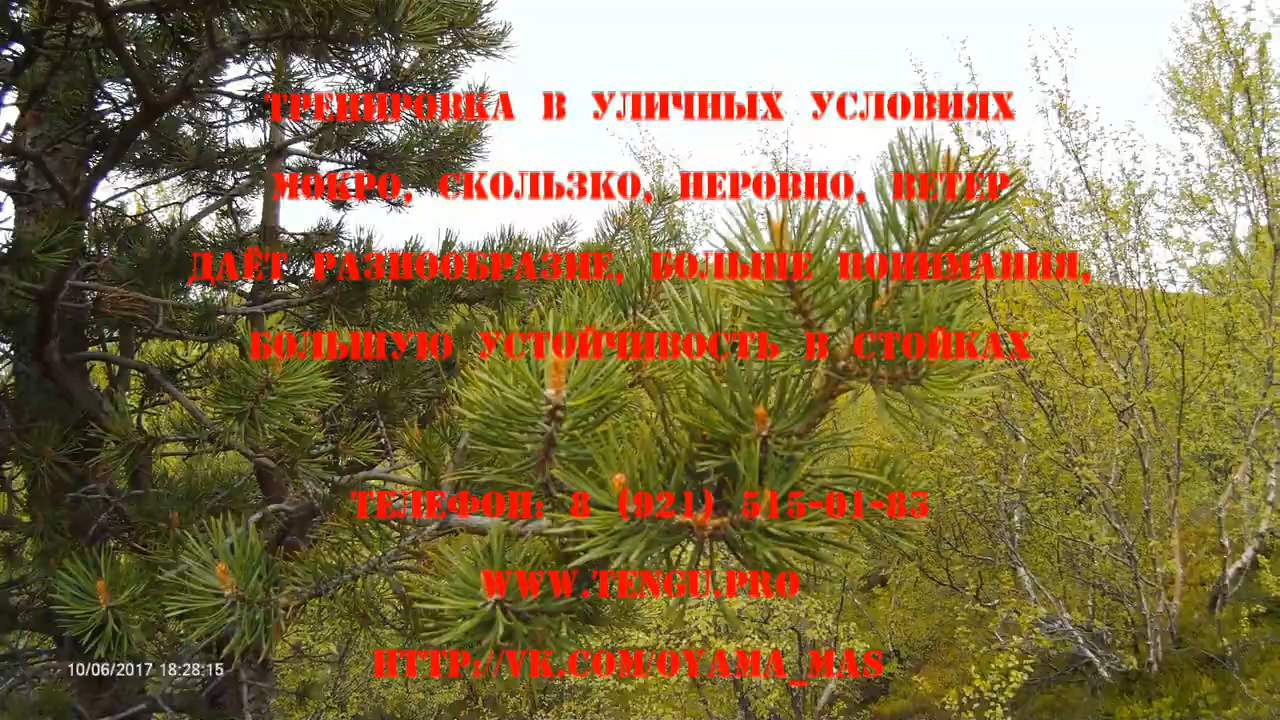 ТРЕНИРОВКА В УЛИЧНЫХ УСЛОВИЯХ
МОКРО, СКОЛЬЗКО, НЕРОВНО, ВЕТЕР
ДАЁТ РАЗНООБРАЗИЕ, БОЛЬШЕ ПОНИМАНИЯ,
БОЛЬШУЮ УСТОЙЧИВОСТЬ В СТОЙКАХ
ТЕЛЕФОН: 8 (921) 515-01-83
WWW.TENGU.PRO
HTTP://VK.COM/OYAMA_MAS
10/06/2017 18:28:15